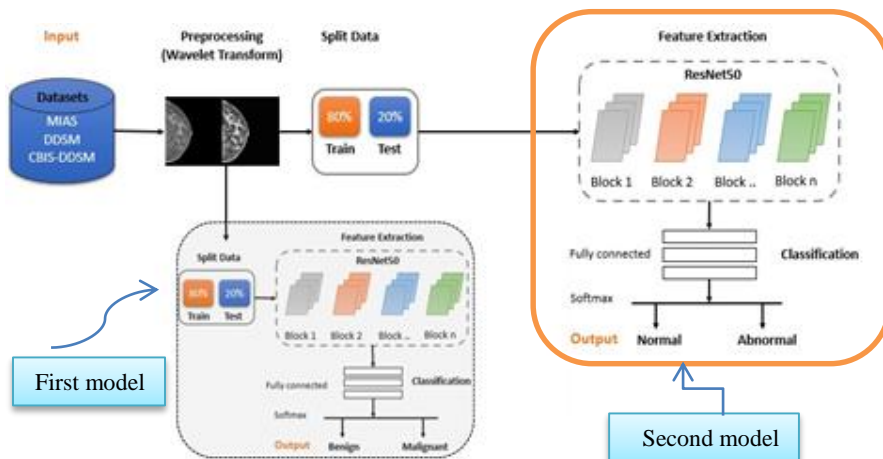 Input
Preprocessing
(Wavelet Transform)
Split Data
Datasets
MIAS
DDSM
CBIS-DDSM
80%
20%
Train
Test
Feature Extraction
ResNet50
Block 1
Block 2
Block ..
Block n
Fully connected
Classification
Softmax
Output
Normal
Abnormal
Second model
First model
Feature Extraction
Split Data
ResNet50
80%
20%
Train
Test
Block 1
Block 2
Block ..
Block n
Fully connected
Classification
Softmax
Output
Benign
Malignant